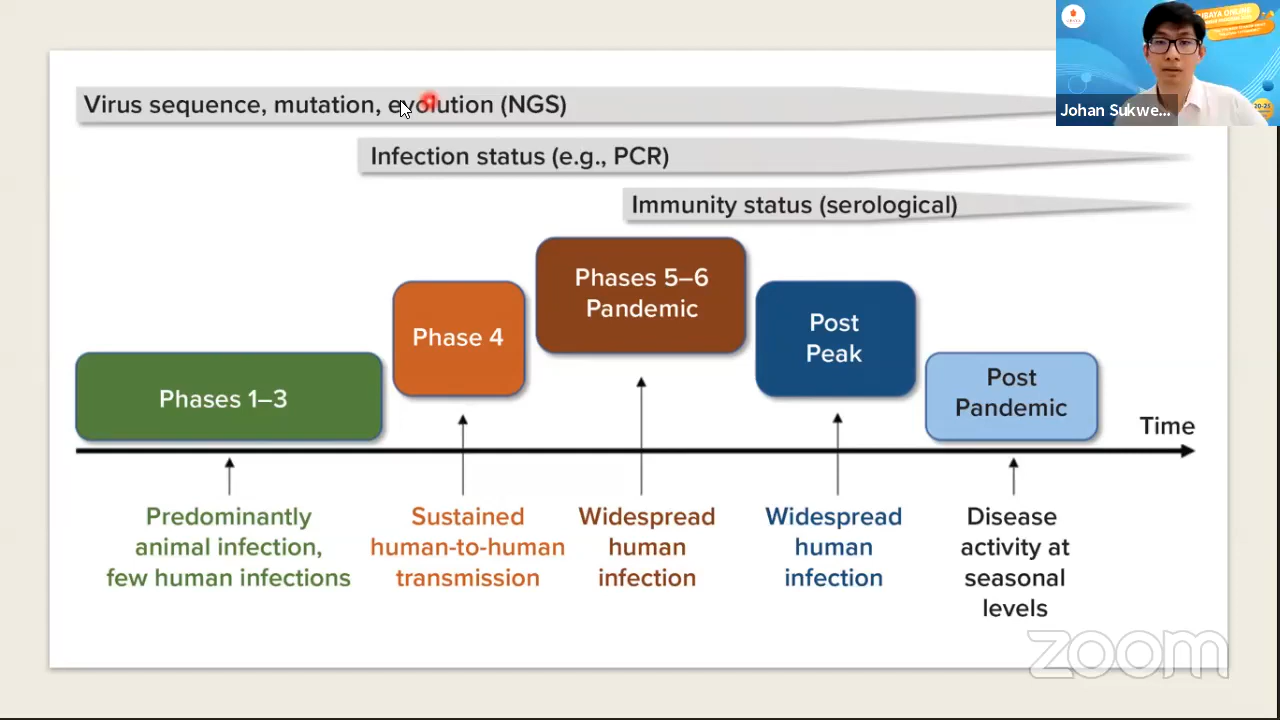 Virus sequence, mutation, evolution (NGS)
Infection status (e.g., PCR)
Immunity status (serological)
Phases 1–3
Phase 4
Phases 5–6
Pandemic
Post
Peak
Post
Pandemic
Time
Predominantly
animal infection,
few human infections
Sustained
human-to-human
transmission
Widespread
human
infection
Widespread
human
infection
Disease
activity at
seasonal
levels
Johan Sukwe...
zoom